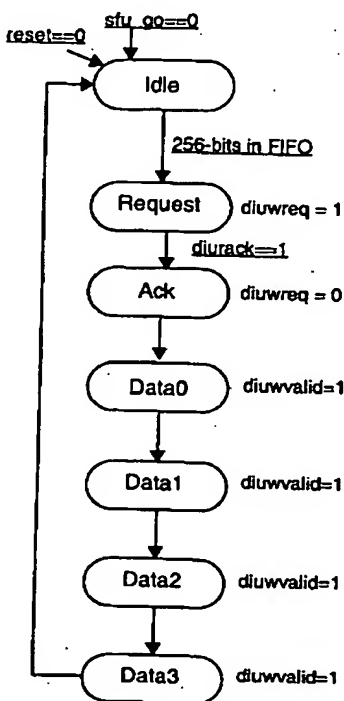 sfu_go==0
reset==0
Idle
256-bits in FIFO
Request diuwreq = 1
diurack==1
Ack diuwreq = 0
Data0 diuwvalid=1
Data1 diuwvalid=1
Data2 diuwvalid=1
Data3 diuwvalid=1